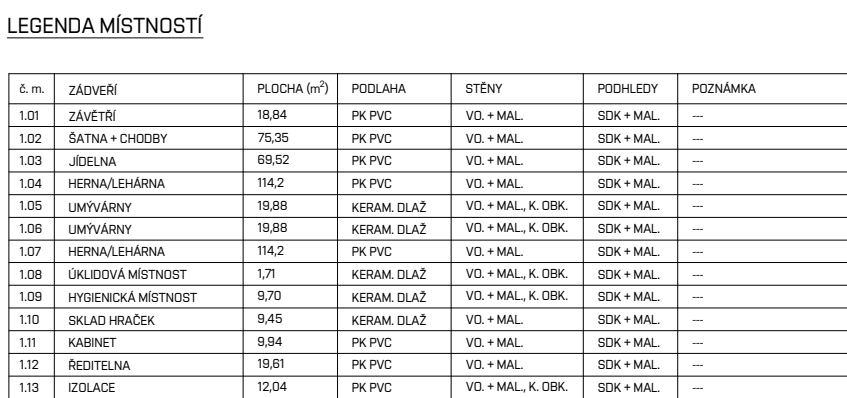 LEGENDA MÍSTNOSTÍ
č. m. ZÁDVEŘÍ PLOCHA (m²) PODLAHA STĚNY PODHLEDY POZNÁMKA
1.01 ZÁVĚTŘÍ 18,84 PK PVC VO. + MAL. SDK + MAL. ---
1.02 ŠATNA + CHODBY 75,35 PK PVC VO. + MAL. SDK + MAL. ---
1.03 JÍDELNA 69,52 PK PVC VO. + MAL. SDK + MAL. ---
1.04 HERNA/LEHÁRNA 114,2 PK PVC VO. + MAL. SDK + MAL. ---
1.05 UMÝVÁRNY 19,88 KERAM. DLAŽ VO. + MAL., K. OBK. SDK + MAL. ---
1.06 UMÝVÁRNY 19,88 KERAM. DLAŽ VO. + MAL., K. OBK. SDK + MAL. ---
1.07 HERNA/LEHÁRNA 114,2 PK PVC VO. + MAL. SDK + MAL. ---
1.08 ÚKLIDOVÁ MÍSTNOST 1,71 KERAM. DLAŽ VO. + MAL., K. OBK. SDK + MAL. ---
1.09 HYGIENICKÁ MÍSTNOST 9,70 KERAM. DLAŽ VO. + MAL., K. OBK. SDK + MAL. ---
1.10 SKLAD HRAČEK 9,45 KERAM. DLAŽ VO. + MAL. SDK + MAL. ---
1.11 KABINET 9,94 PK PVC VO. + MAL. SDK + MAL. ---
1.12 ŘEDITELNA 19,61 PK PVC VO. + MAL. SDK + MAL. ---
1.13 IZOLACE 12,04 PK PVC VO. + MAL., K. OBK. SDK + MAL. ---